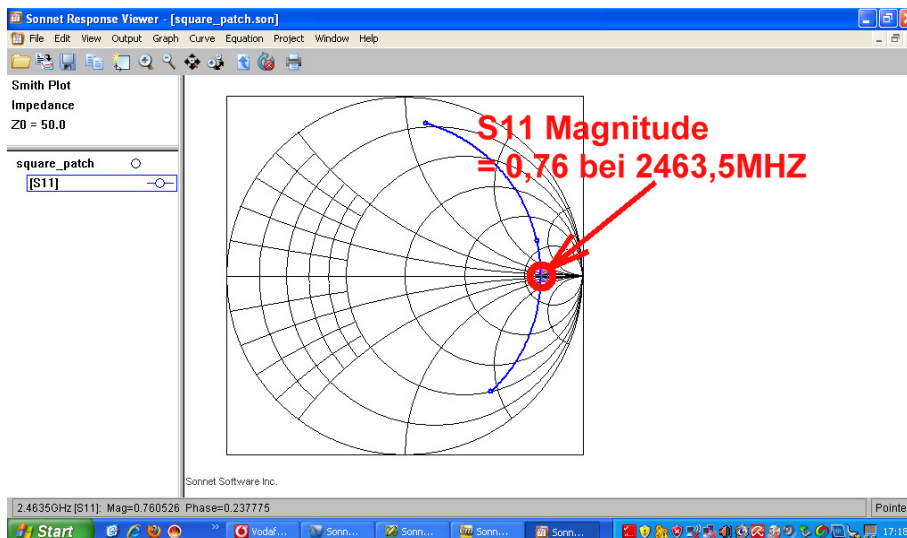 Sonnet Response Viewer - [square_patch.son]
File Edit View Output Graph Curve Equation Project Window Help
Smith Plot
Impedance
Z0 = 50.0
square_patch
[S11]
S11 Magnitude
= 0,76 bei 2463,5MHZ
Sonnet Software Inc.
2.4635GHz [S11]: Mag=0.760526 Phase=0.237775
Pointe
Start
Vodaf...
Sonn...
Sonn...
Sonn...
Sonn...
17:18